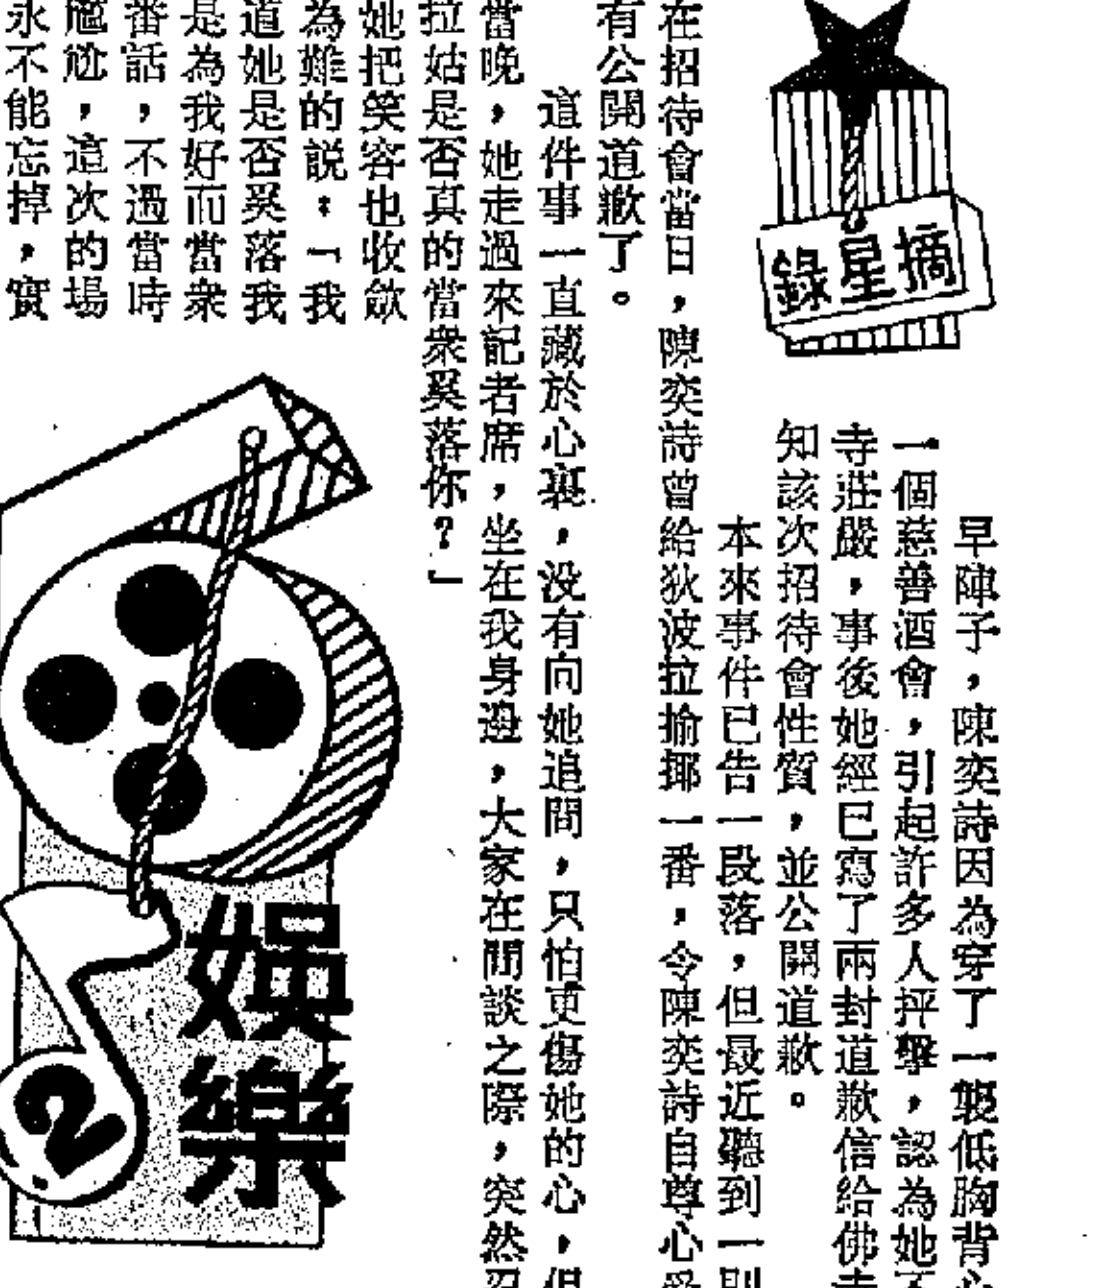 摘星錄
早陣子，陳奕詩因為穿了一襲低胸背心
一個慈善酒會，引起許多人抨擊，認為她不
寺莊嚴，事後她經已寫了兩封道歉信給佛寺
知該次招待會性質，並公開道歉。
本來事件已告一段落，但最近聽到一則
在招待會當日，陳奕詩曾給狄波拉揄揶一番，令陳奕詩自尊心受
有公開道歉了。
這件事一直藏於心裏，没有向她追問，只怕更傷她的心，但
當晚，她走過來記者席，坐在我身邊，大家在閒談之際，突然忍
拉姑是否真的當衆奚落你？」
她把笑容也收歛
為難的説：「我
道她是否奚落我
是為我好而當衆
番話，不過當時
尷尬，這次的場
永不能忘掉，實
娛樂
2